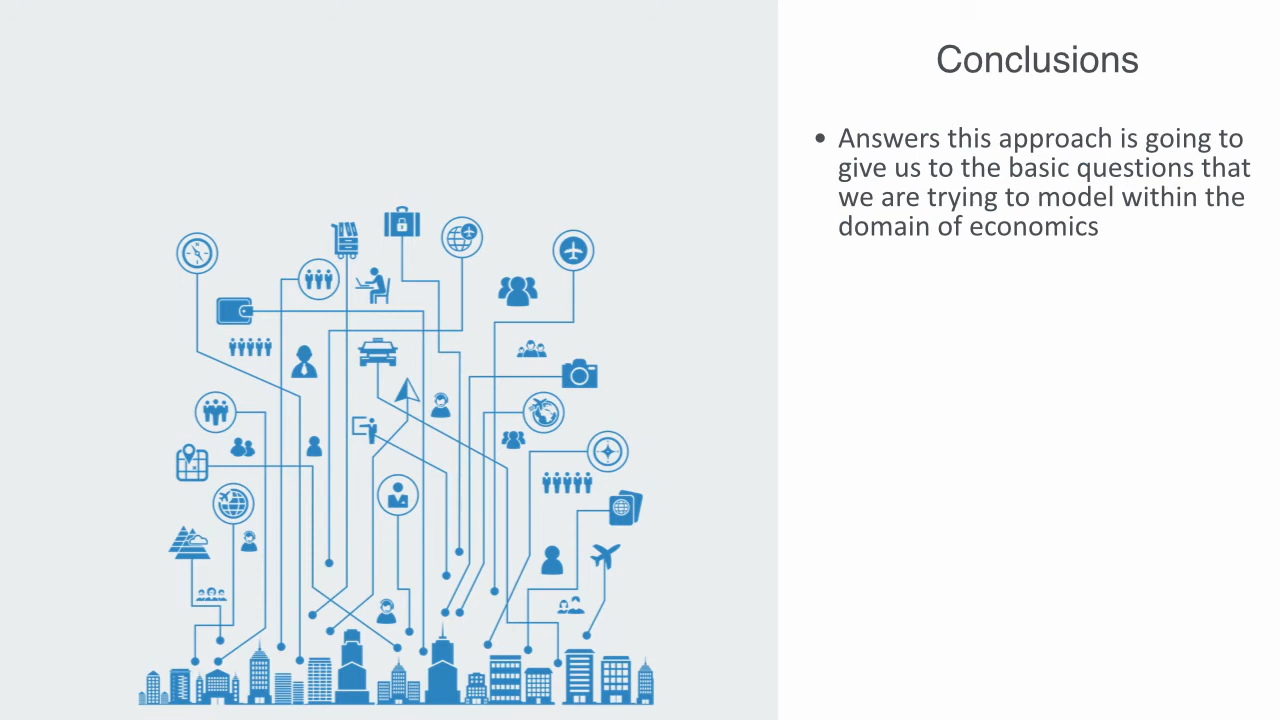 Conclusions
• Answers this approach is going to
give us to the basic questions that
we are trying to model within the
domain of economics